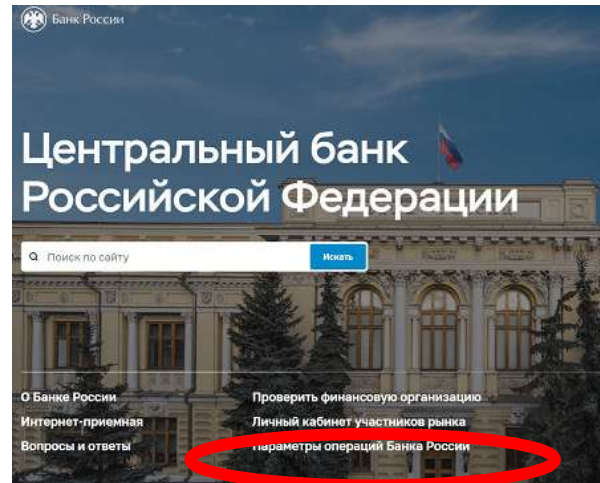 Банк России
Центральный банк
Российской Федерации
Поиск по сайту
Искать
О Банке России
Проверить финансовую организацию
Интернет-приемная
Личный кабинет участников рынка
Вопросы и ответы
Параметры операций Банка России